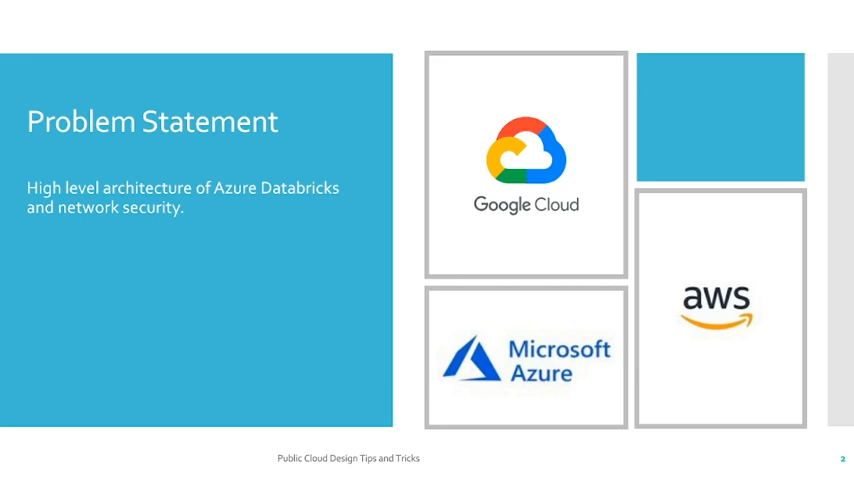 Problem Statement
High level architecture of Azure Databricks
and network security.
Google Cloud
Microsoft
Azure
aws
Public Cloud Design Tips and Tricks
2